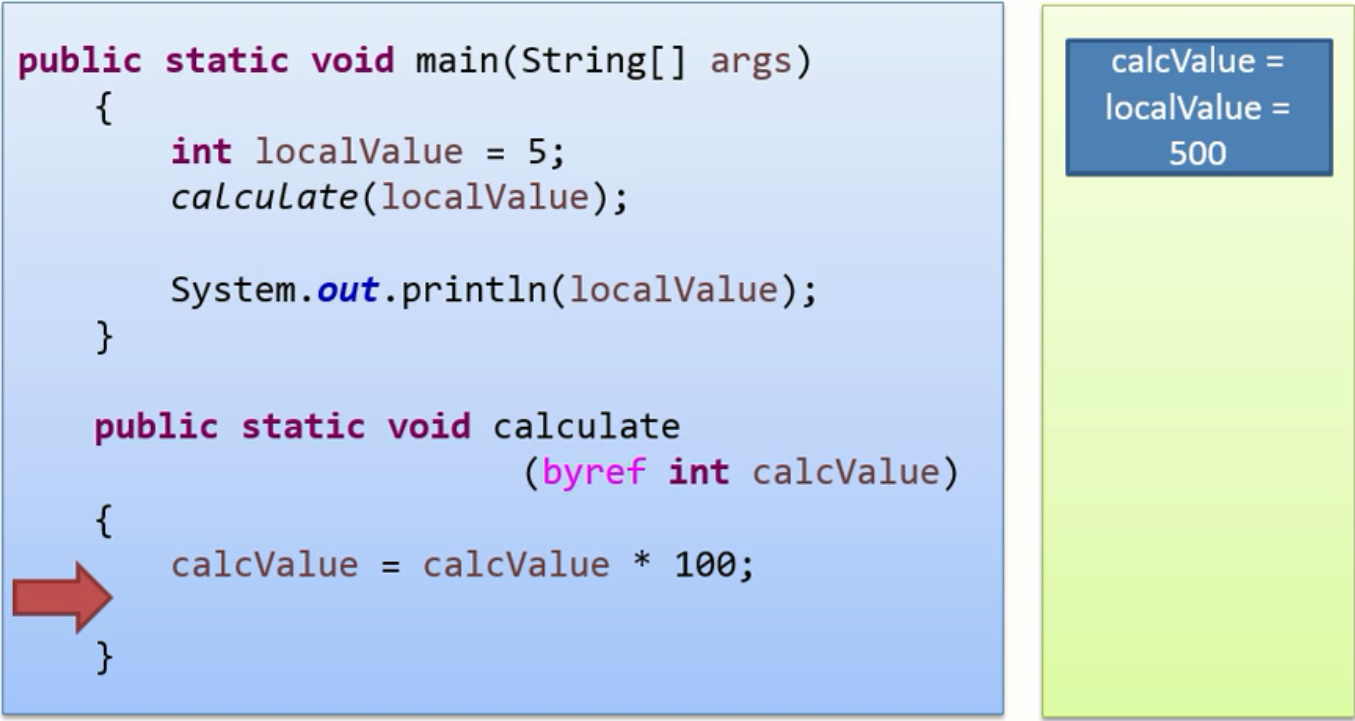 public static void main(String[] args)
{
int localValue = 5;
calculate(localValue);
System.out.println(localValue);
}
public static void calculate
(byref int calcValue)
{
calcValue = calcValue * 100;
}
calcValue =
localValue =
500